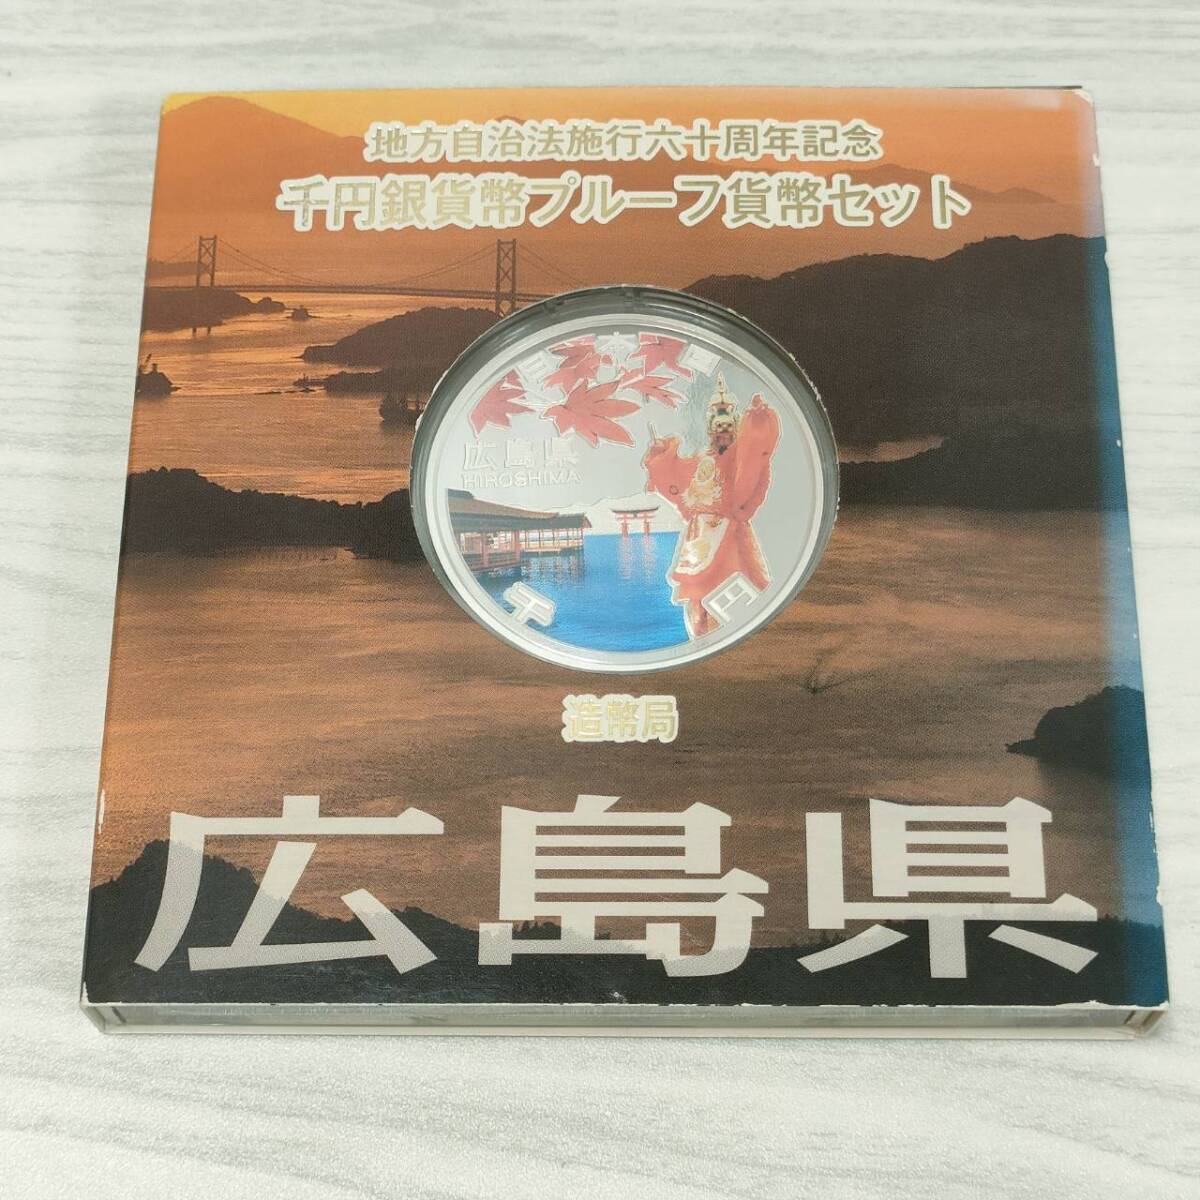 地方自治法施行六十周年記念
千円銀貨幣プルーフ貨幣セット
日本国
広島県
HIROSHIMA
千円
造幣局
広島県